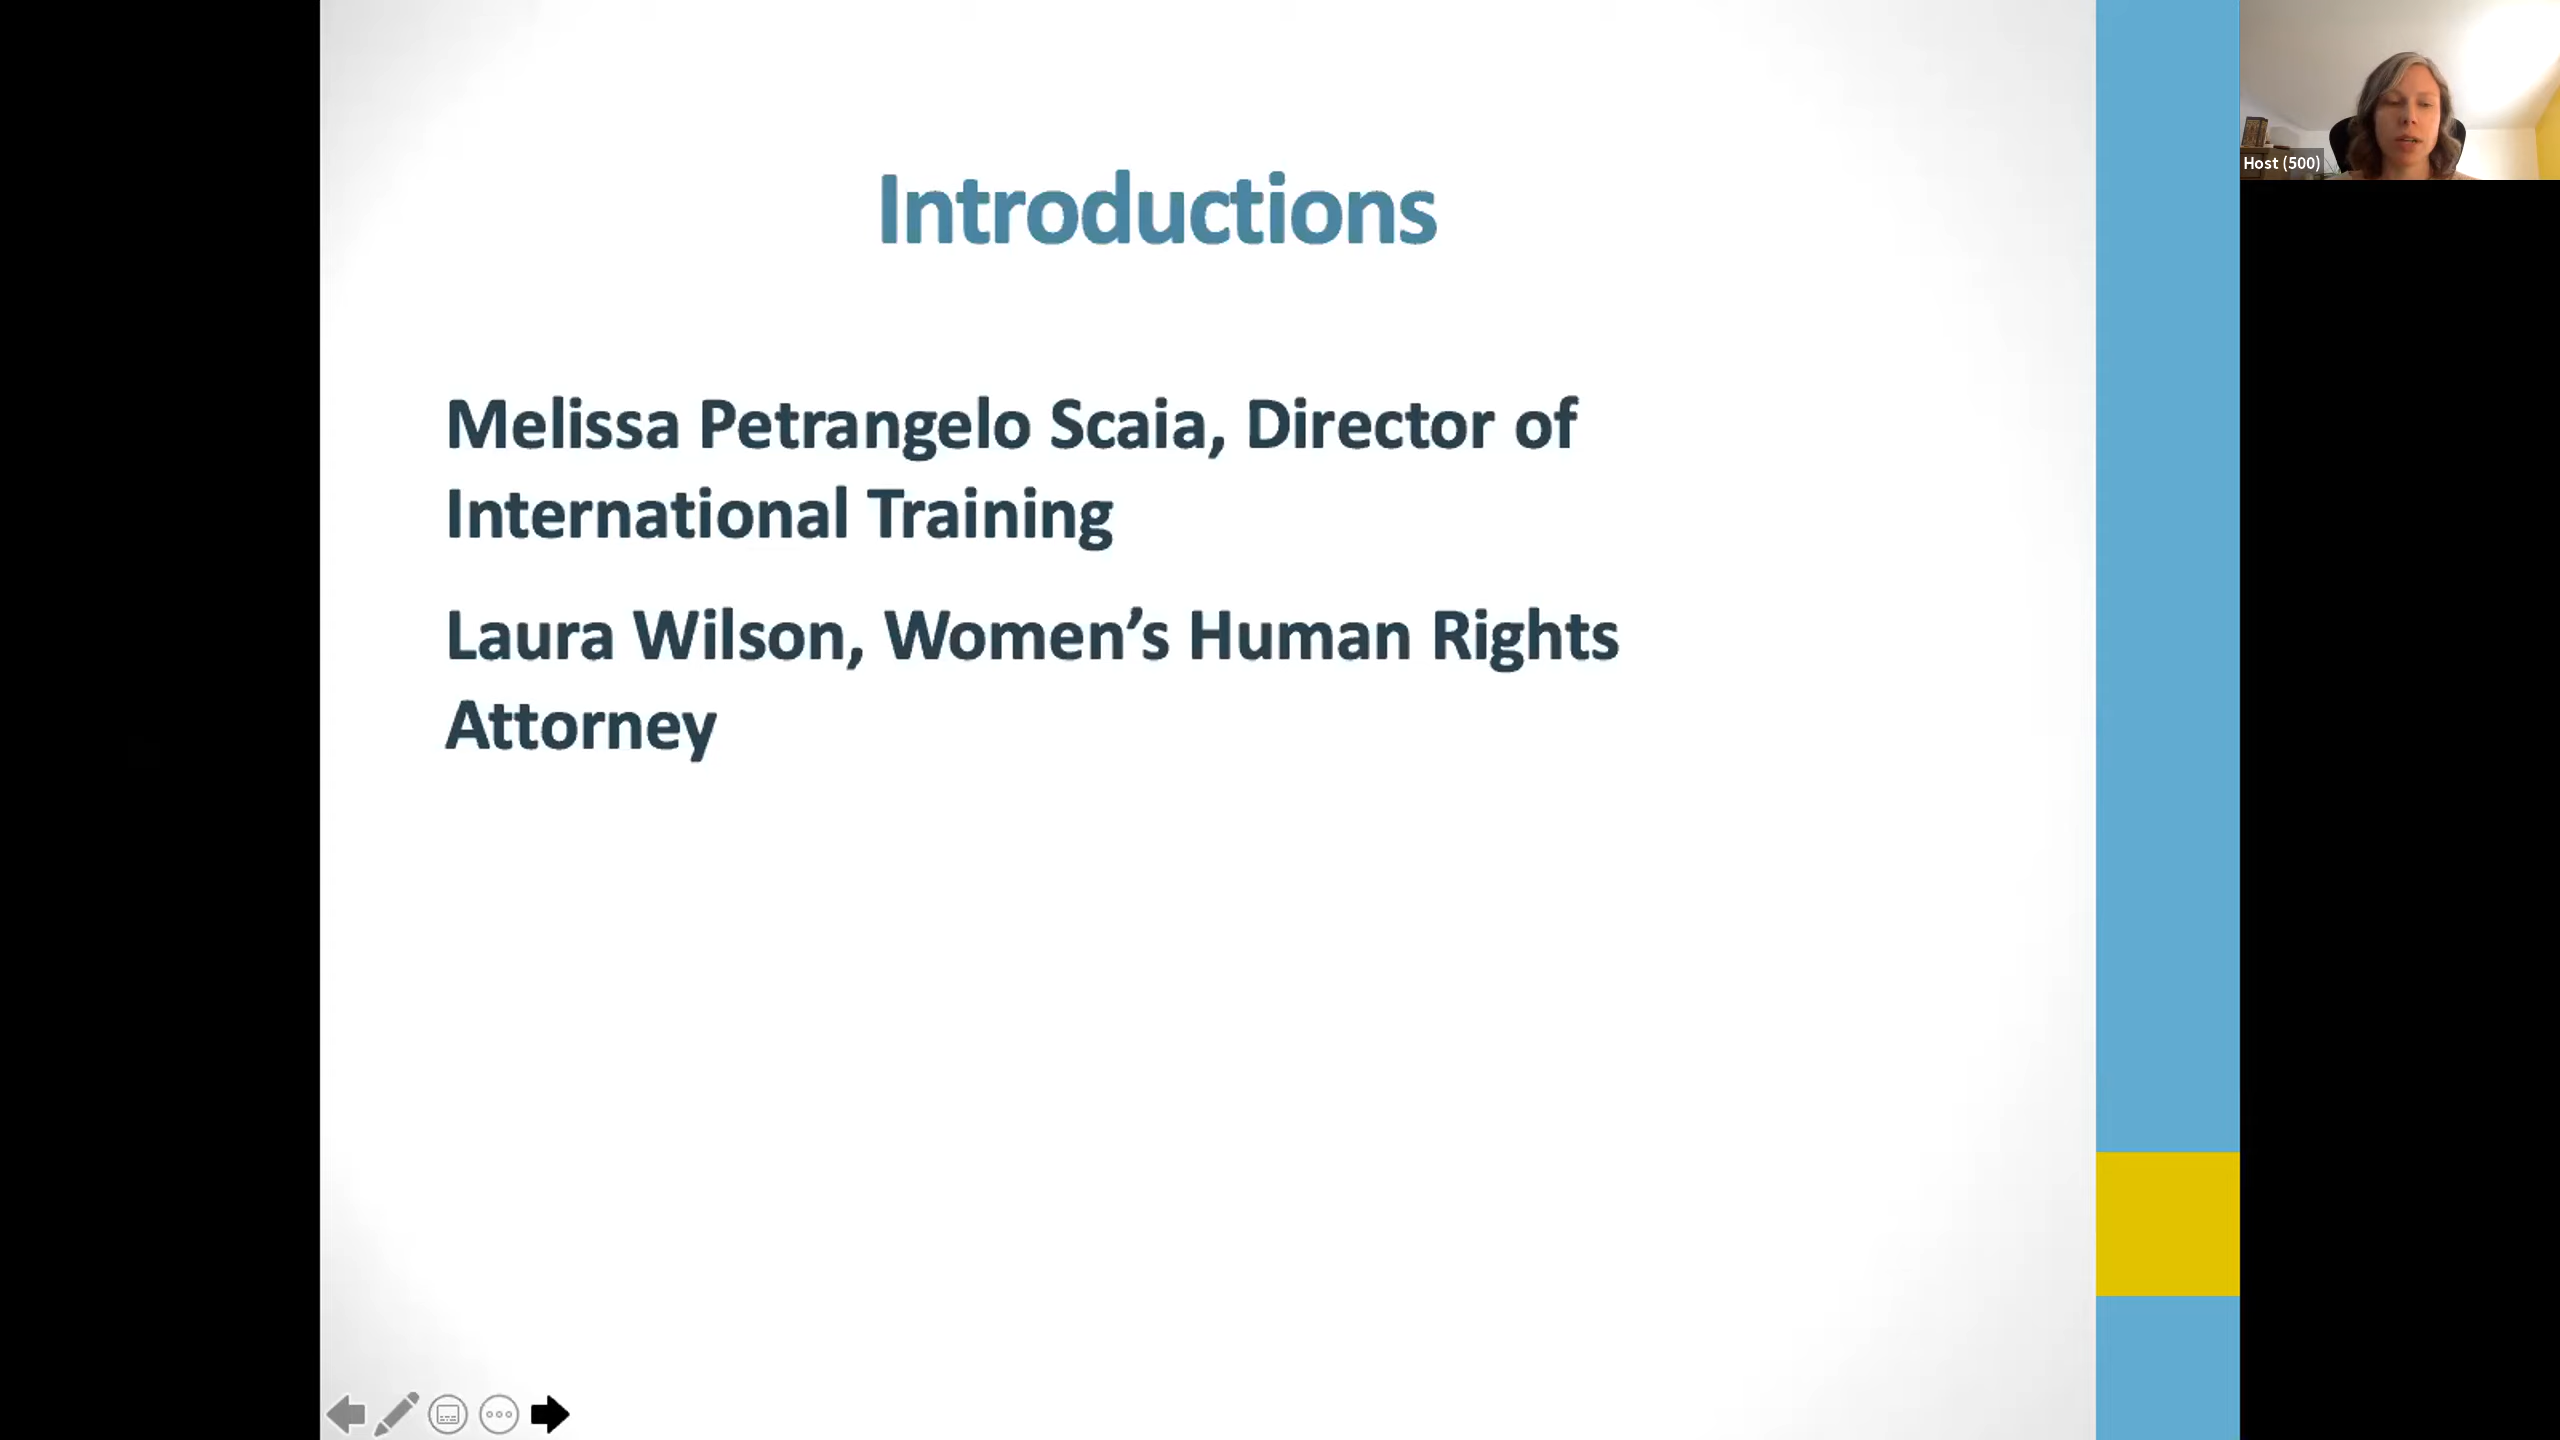 Introductions
Melissa Petrangelo Scaia, Director of
International Training
Laura Wilson, Women’s Human Rights
Attorney
Host (500)